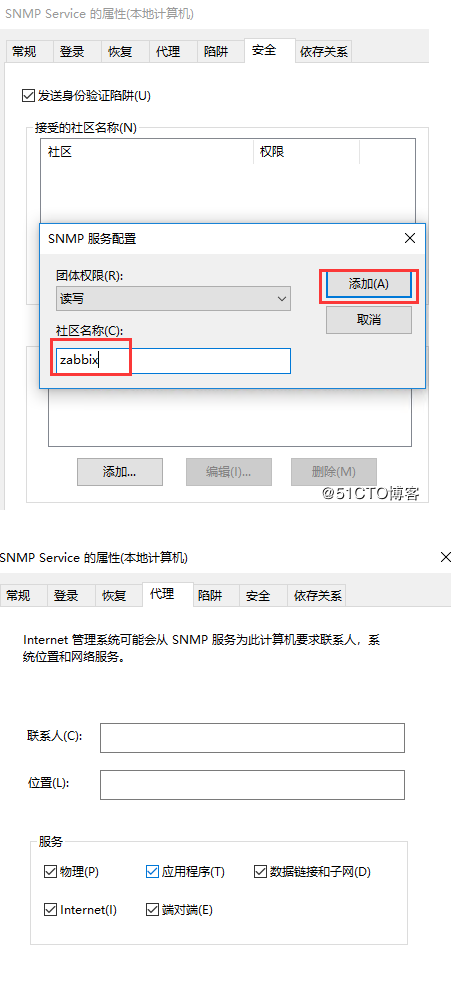 SNMP Service 的属性(本地计算机)
常规 登录 恢复 代理 陷阱 安全 依存关系
发送身份验证陷阱(U)
接受的社区名称(N)
社区 权限
SNMP 服务配置
团体权限(R):
添加(A)
读写
取消
社区名称(C):
zabbix
添加... 编辑(I)... 删除(M)
@51CTO博客
SNMP Service 的属性(本地计算机)
常规 登录 恢复 代理 陷阱 安全 依存关系
Internet 管理系统可能会从 SNMP 服务为此计算机要求联系人，系
统位置和网络服务。
联系人(C):
位置(L):
服务
物理(P) 应用程序(T) 数据链接和子网(D)
Internet(I) 端对端(E)